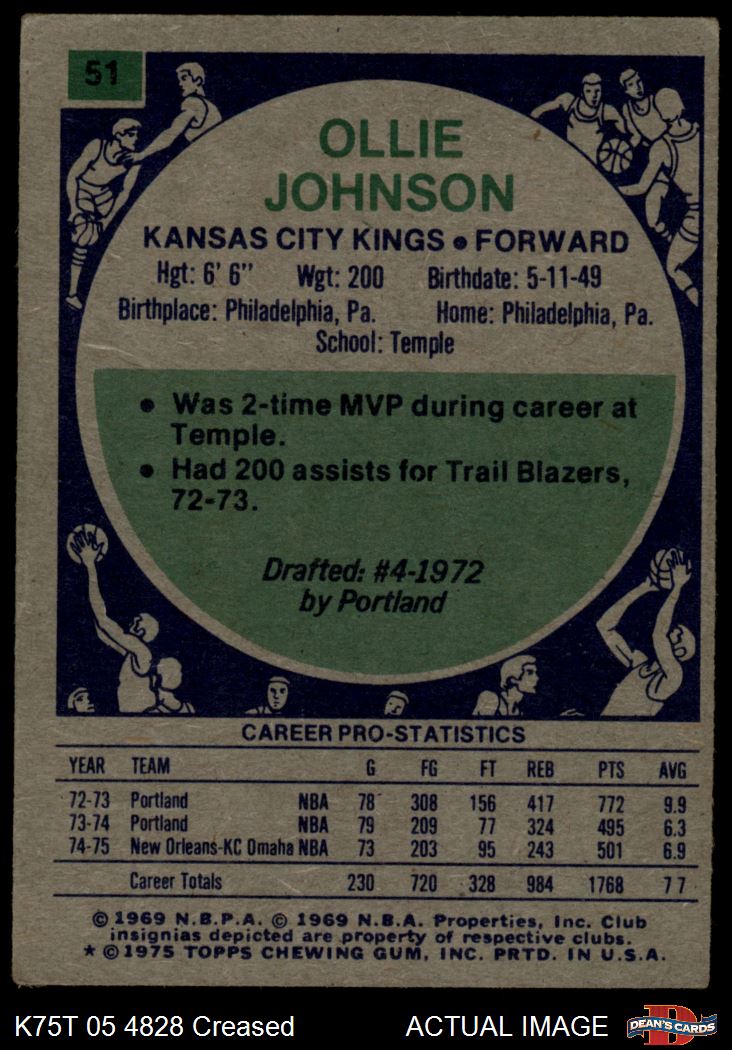 51
OLLIE
JOHNSON
KANSAS CITY KINGS • FORWARD
Hgt: 6' 6" Wgt: 200 Birthdate: 5-11-49
Birthplace: Philadelphia, Pa. Home: Philadelphia, Pa.
School: Temple
• Was 2-time MVP during career at
Temple.
• Had 200 assists for Trail Blazers,
72-73.
Drafted: #4-1972
by Portland
CAREER PRO-STATISTICS
YEAR TEAM G FG FT REB PTS AVG
72-73 Portland NBA 78 308 156 417 772 9.9
73-74 Portland NBA 79 209 77 324 495 6.3
74-75 New Orleans-KC Omaha NBA 73 203 95 243 501 6.9
Career Totals 230 720 328 984 1768 7 7
© 1969 N.B.P.A. © 1969 N.B.A. Properties, Inc. Club
insignias depicted are property of respective clubs.
* © 1975 TOPPS CHEWING GUM, INC. PRTD. IN U.S.A.
K75T 05 4828 Creased ACTUAL IMAGE D DEAN'S CARDS